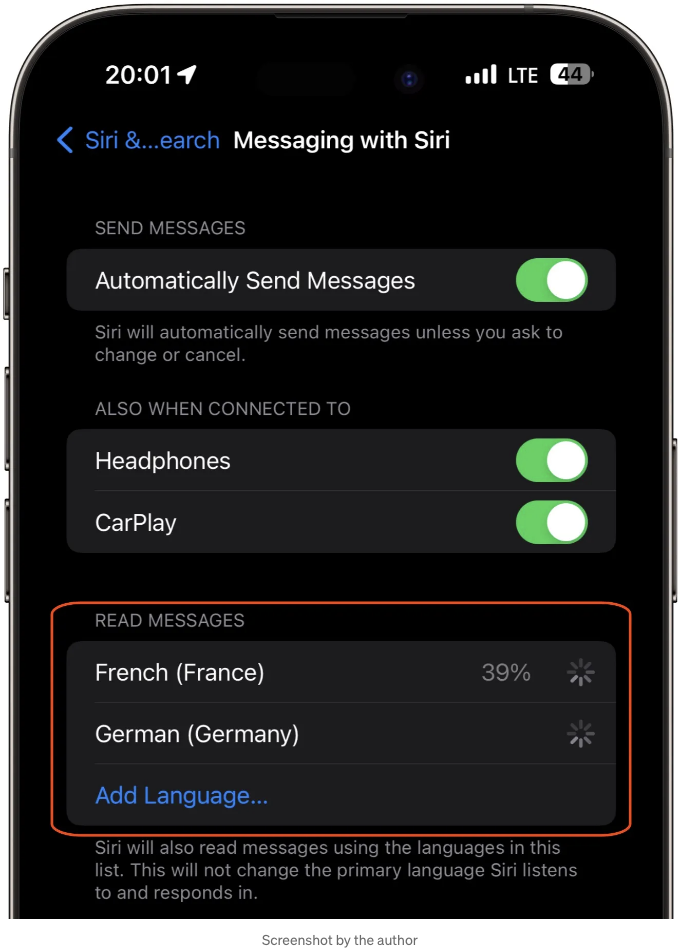 20:01
LTE 44
Siri &...earch Messaging with Siri
SEND MESSAGES
Automatically Send Messages
Siri will automatically send messages unless you ask to
change or cancel.
ALSO WHEN CONNECTED TO
Headphones
CarPlay
READ MESSAGES
French (France) 39%
German (Germany)
Add Language...
Siri will also read messages using the languages in this
list. This will not change the primary language Siri listens
to and responds in.
Screenshot by the author